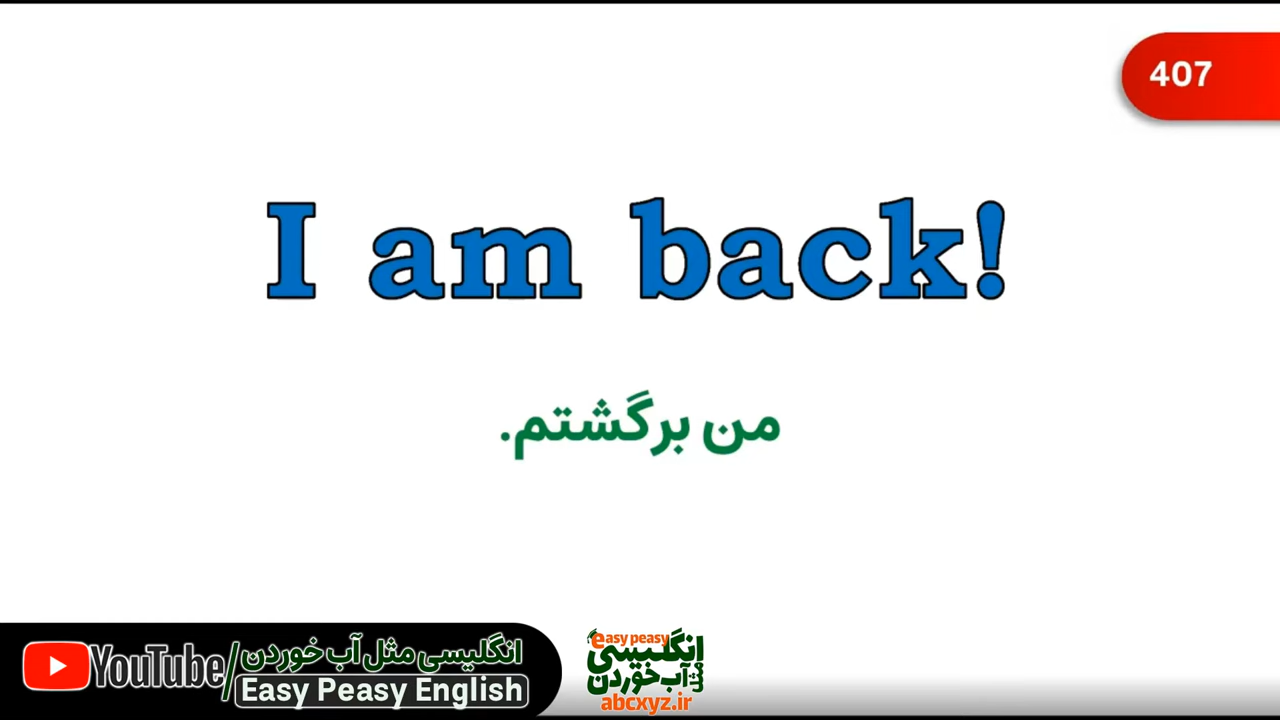 407
I am back!
من برگشتم.
YouTube/
انگلیسی مثل آب خوردن
Easy Peasy English
easy peasy
انگلیسی
مثل
آب خوردن
abcxyz.ir